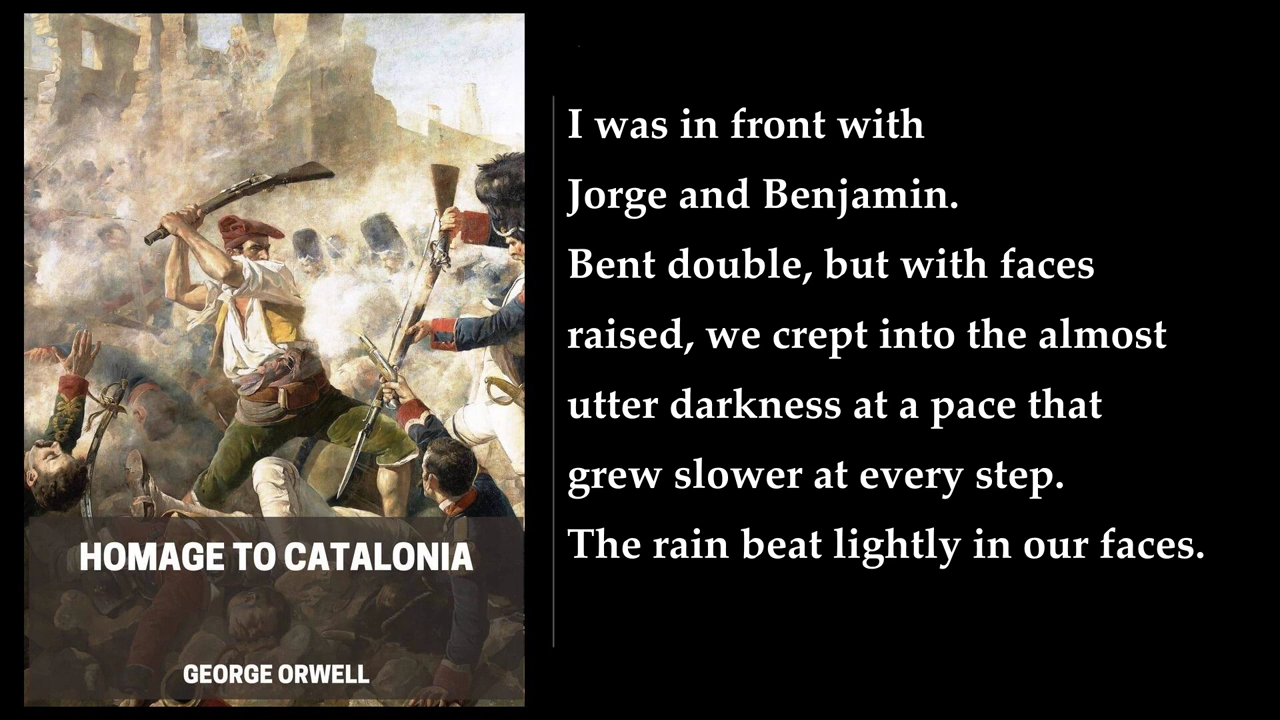 I was in front with
Jorge and Benjamin.
Bent double, but with faces
raised, we crept into the almost
utter darkness at a pace that
grew slower at every step.
The rain beat lightly in our faces.
HOMAGE TO CATALONIA
GEORGE ORWELL